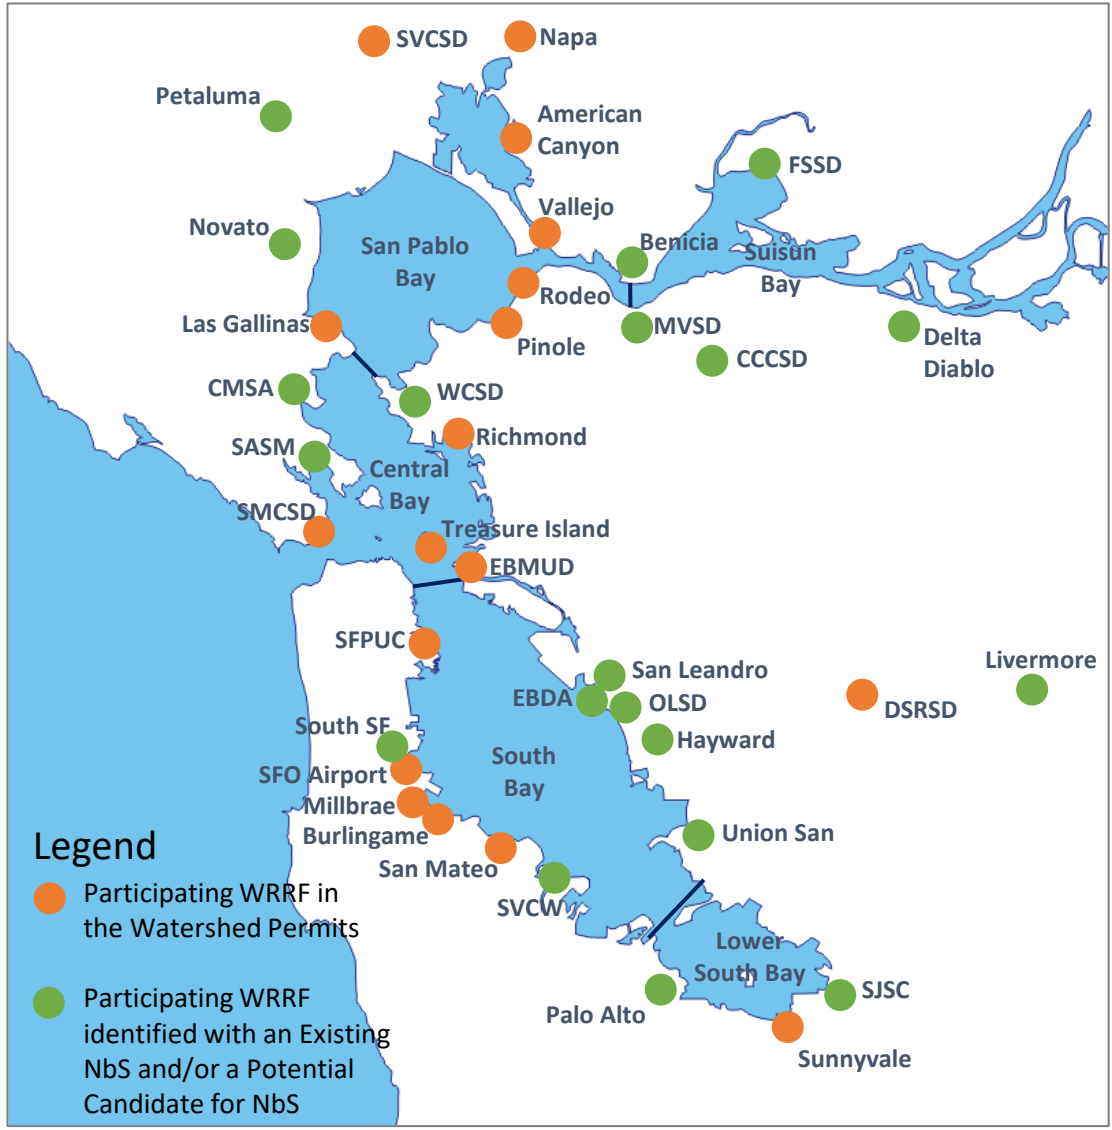 SVCSD
Napa
Petaluma
American
Canyon
FSSD
Vallejo
Novato
Benicia
San Pablo
Bay
Suisun
Bay
Rodeo
Las Gallinas
MVSD
Pinole
Delta
Diablo
CCCSD
CMSA
WCSD
Richmond
SASM
Central
Bay
SMCSD
Treasure Island
EBMUD
SFPUC
San Leandro
Livermore
EBDA
OLSD
DSRSD
South SF
Hayward
South
Bay
SFO Airport
Millbrae
Burlingame
Union San
San Mateo
SVCW
Lower
South Bay
SJSC
Palo Alto
Sunnyvale
Legend
Participating WRRF in
the Watershed Permits
Participating WRRF
identified with an Existing
NbS and/or a Potential
Candidate for NbS